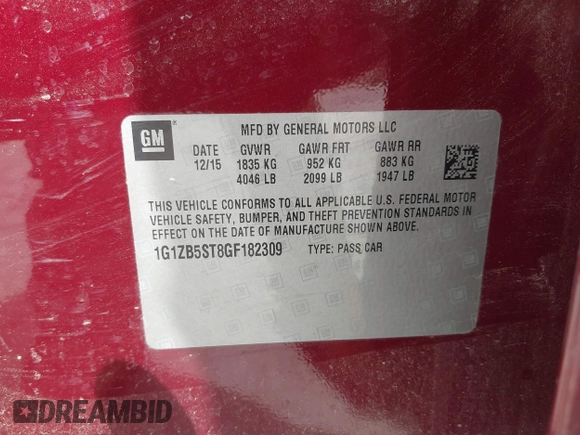 GM
MFD BY GENERAL MOTORS LLC
DATE GVWR GAWR FRT GAWR RR
12/15 1835 KG 952 KG 883 KG
4046 LB 2099 LB 1947 LB
THIS VEHICLE CONFORMS TO ALL APPLICABLE U.S. FEDERAL MOTOR
VEHICLE SAFETY, BUMPER, AND THEFT PREVENTION STANDARDS IN
EFFECT ON THE DATE OF MANUFACTURE SHOWN ABOVE.
1G1ZB5ST8GF182309 TYPE: PASS CAR
DREAMBID